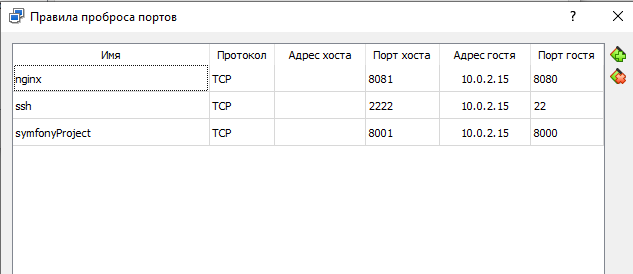 Правила проброса портов
Имя Протокол Адрес хоста Порт хоста Адрес гостя Порт гостя
nginx TCP 8081 10.0.2.15 8080
ssh TCP 2222 10.0.2.15 22
symfonyProject TCP 8001 10.0.2.15 8000